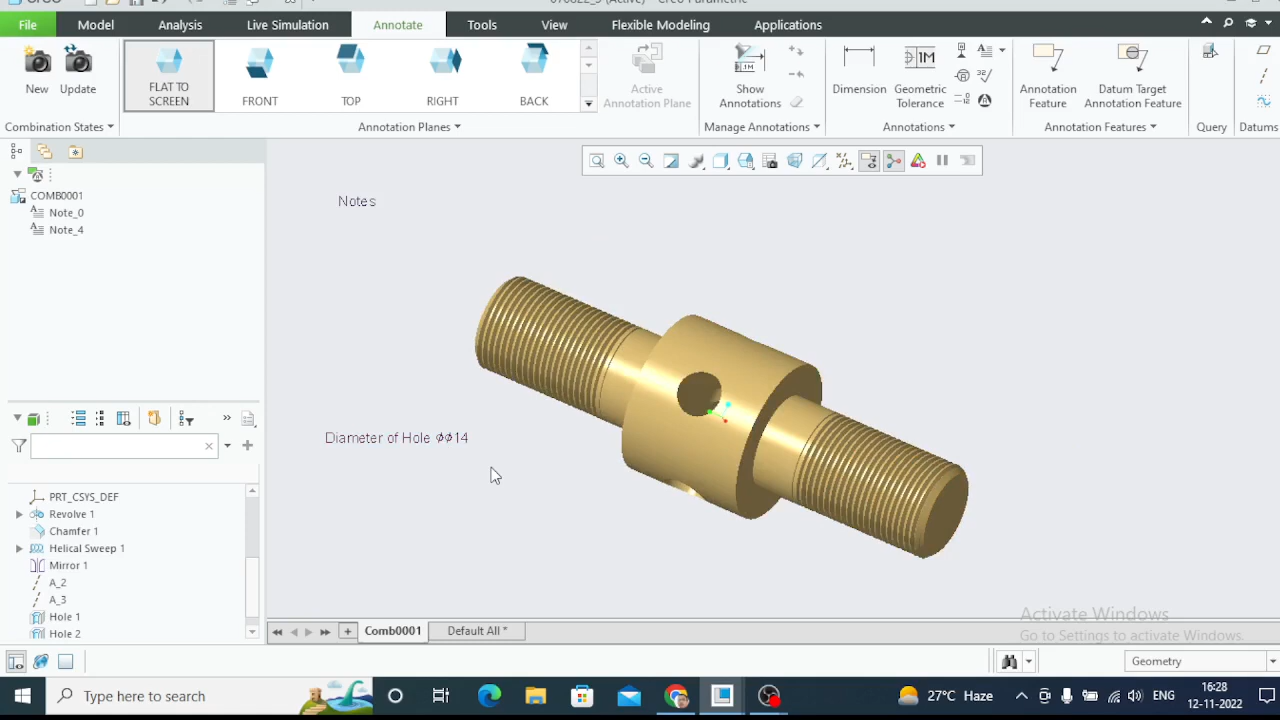 070822_5 (Active) - Creo Parametric
File Model Analysis Live Simulation Annotate Tools View Flexible Modeling Applications
New Update
FLAT TO
SCREEN
FRONT TOP RIGHT BACK
Active
Annotation Plane
Show
Annotations
Dimension
Geometric
Tolerance
Annotation
Feature
Datum Target
Annotation Feature
Combination States Annotation Planes Manage Annotations Annotations Annotation Features Query Datums
COMB0001
Note_0
Note_4
Notes
Diameter of Hole ⌀⌀14
PRT_CSYS_DEF
Revolve 1
Chamfer 1
Helical Sweep 1
Mirror 1
A_2
A_3
Hole 1
Hole 2
Comb0001 Default All *
Activate Windows
Go to Settings to activate Windows.
Geometry
Type here to search
27°C Haze
ENG
16:28
12-11-2022